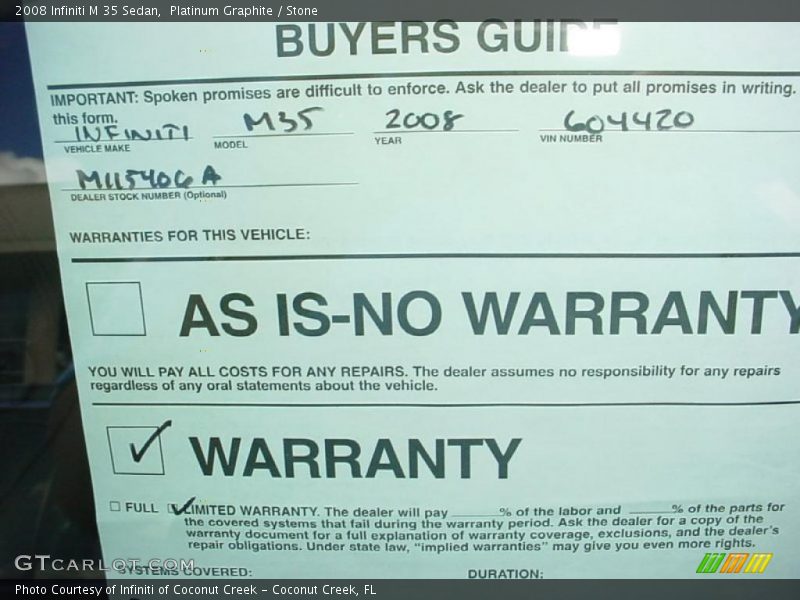 2008 Infiniti M 35 Sedan, Platinum Graphite / Stone
BUYERS GUIDE
IMPORTANT: Spoken promises are difficult to enforce. Ask the dealer to put all promises in writing.
this form.
INFINITI M35 2008 604420
VEHICLE MAKE MODEL YEAR VIN NUMBER
M115406A
DEALER STOCK NUMBER (Optional)
WARRANTIES FOR THIS VEHICLE:
AS IS-NO WARRANTY
YOU WILL PAY ALL COSTS FOR ANY REPAIRS. The dealer assumes no responsibility for any repairs
regardless of any oral statements about the vehicle.
WARRANTY
FULL LIMITED WARRANTY. The dealer will pay ______% of the labor and ______% of the parts for
the covered systems that fail during the warranty period. Ask the dealer for a copy of the
warranty document for a full explanation of warranty coverage, exclusions, and the dealer's
repair obligations. Under state law, "implied warranties" may give you even more rights.
SYSTEMS COVERED: DURATION:
GTCARLOT.COM
Photo Courtesy of Infiniti of Coconut Creek – Coconut Creek, FL